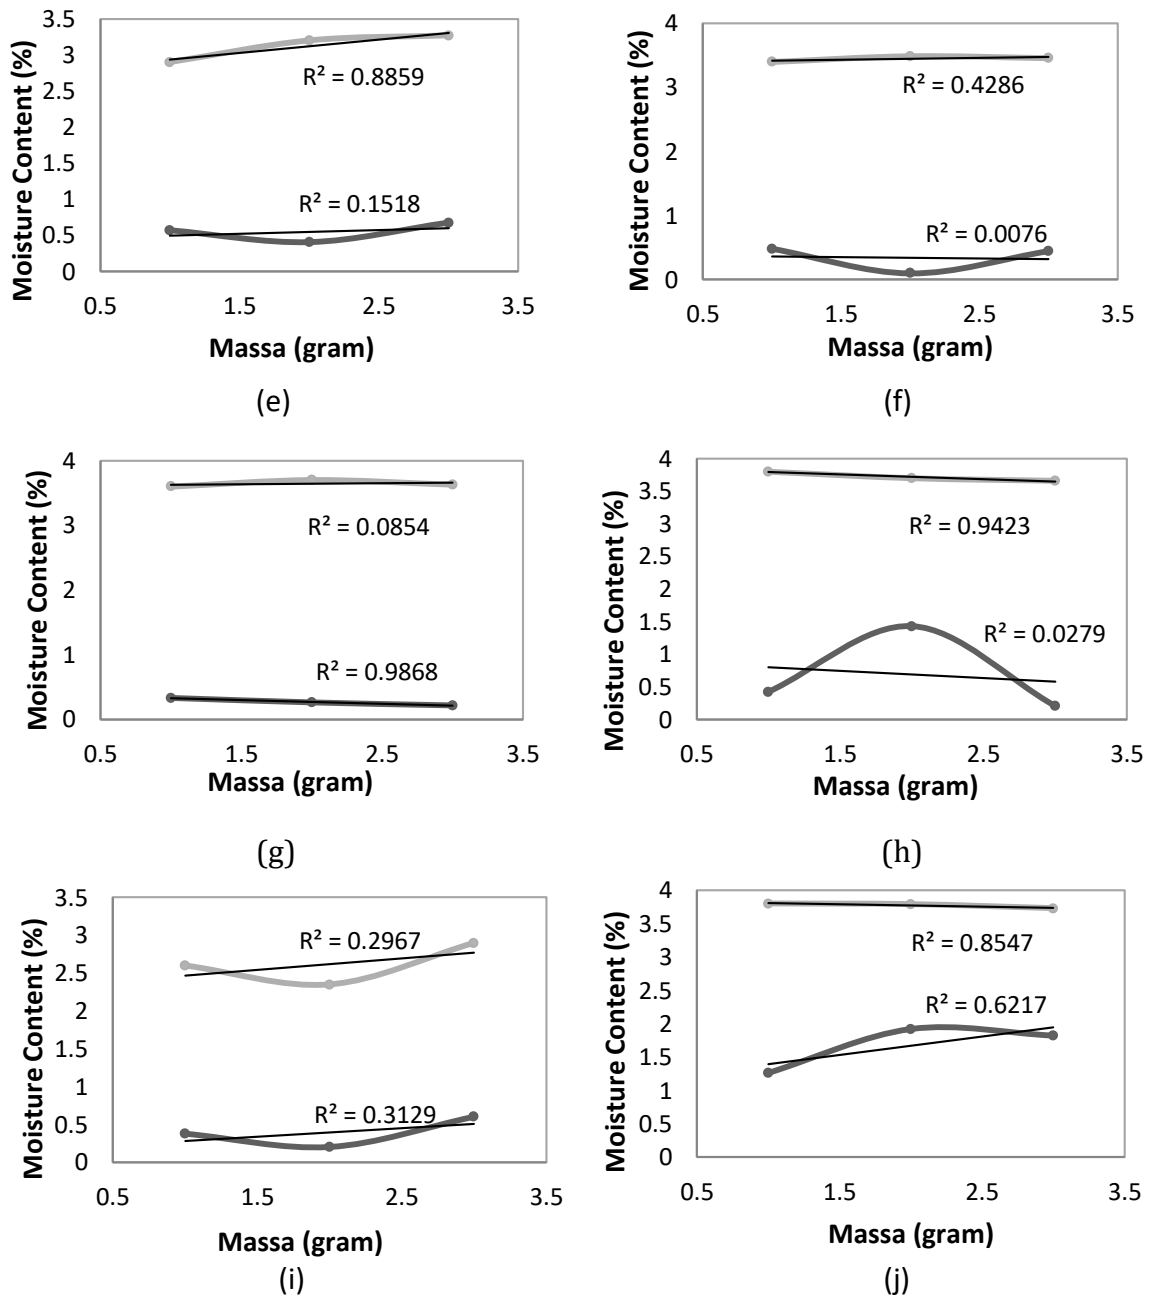 3.5
3
2.5
2
1.5
1
0.5
0
Moisture Content (%)
R² = 0.8859
R² = 0.1518
0.5
1.5
2.5
3.5
Massa (gram)
(e)
4
3
2
1
0
Moisture Content (%)
R² = 0.4286
R² = 0.0076
0.5
1.5
2.5
3.5
Massa (gram)
(f)
4
3
2
1
0
Moisture Content (%)
R² = 0.0854
R² = 0.9868
0.5
1.5
2.5
3.5
Massa (gram)
(g)
4
3.5
3
2.5
2
1.5
1
0.5
0
Moisture Content (%)
R² = 0.9423
R² = 0.0279
0.5
1.5
2.5
3.5
Massa (gram)
(h)
3.5
3
2.5
2
1.5
1
0.5
0
Moisture Content (%)
R² = 0.2967
R² = 0.3129
0.5
1.5
2.5
3.5
Massa (gram)
(i)
4
3.5
3
2.5
2
1.5
1
0.5
0
Moisture Content (%)
R² = 0.8547
R² = 0.6217
0.5
1.5
2.5
3.5
Massa (gram)
(j)